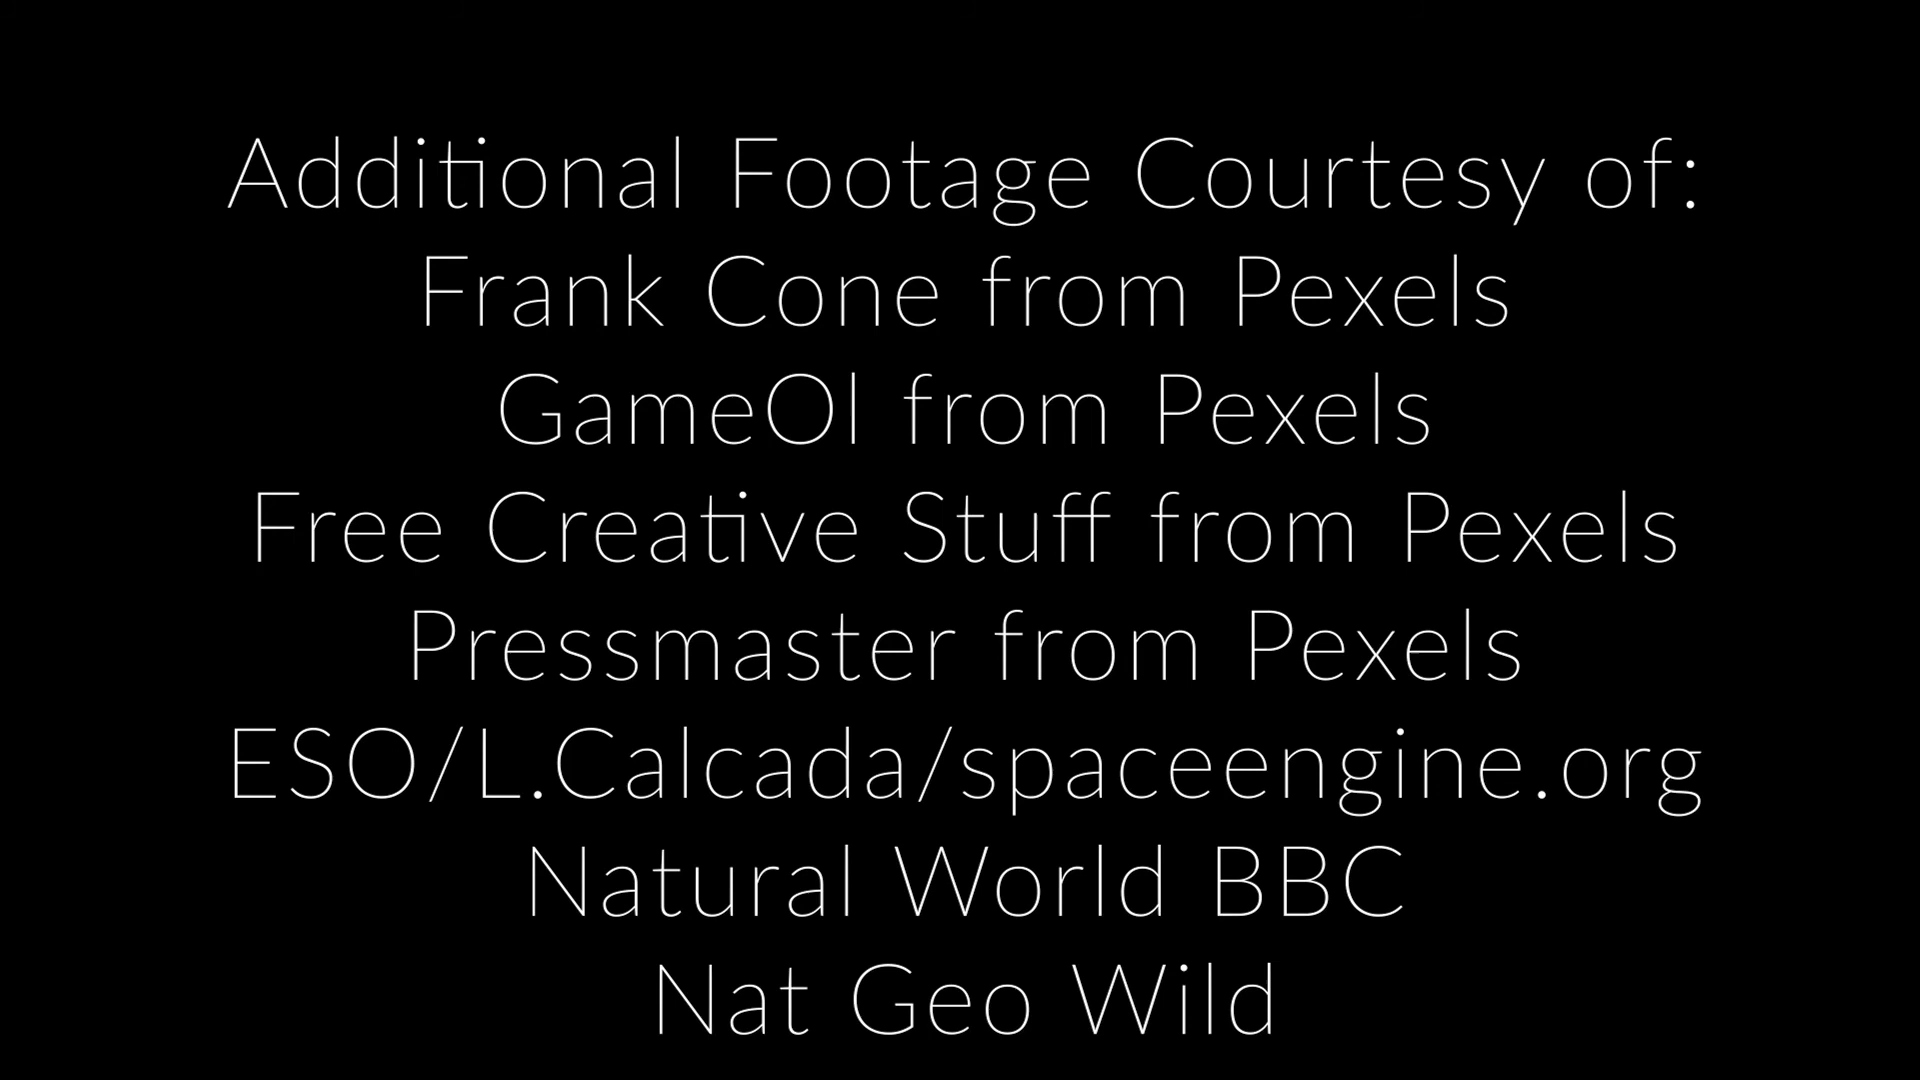 Additional Footage Courtesy of:
Frank Cone from Pexels
GameOl from Pexels
Free Creative Stuff from Pexels
Pressmaster from Pexels
ESO/L.Calcada/spaceengine.org
Natural World BBC
Nat Geo Wild